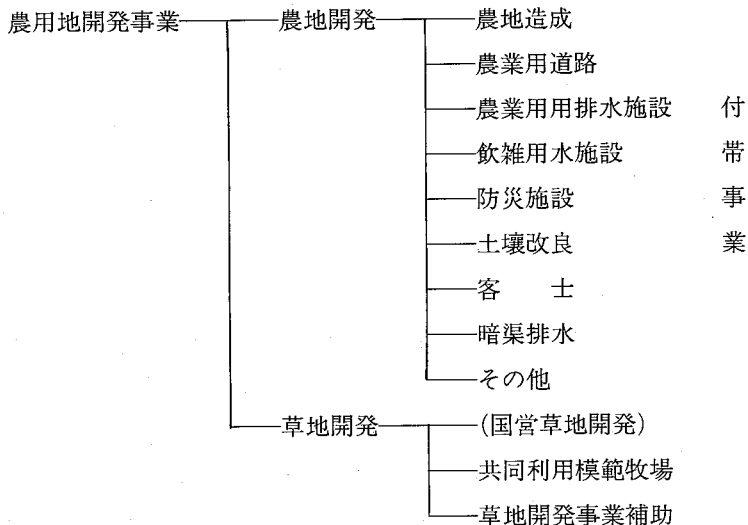 農用地開発事業 農地開発 農地造成
農業用道路
農業用用排水施設 付
飲雑用水施設 帯
防災施設 事
土壌改良 業
客 士
暗渠排水
その他
草地開発 (国営草地開発)
共同利用模範牧場
草地開発事業補助